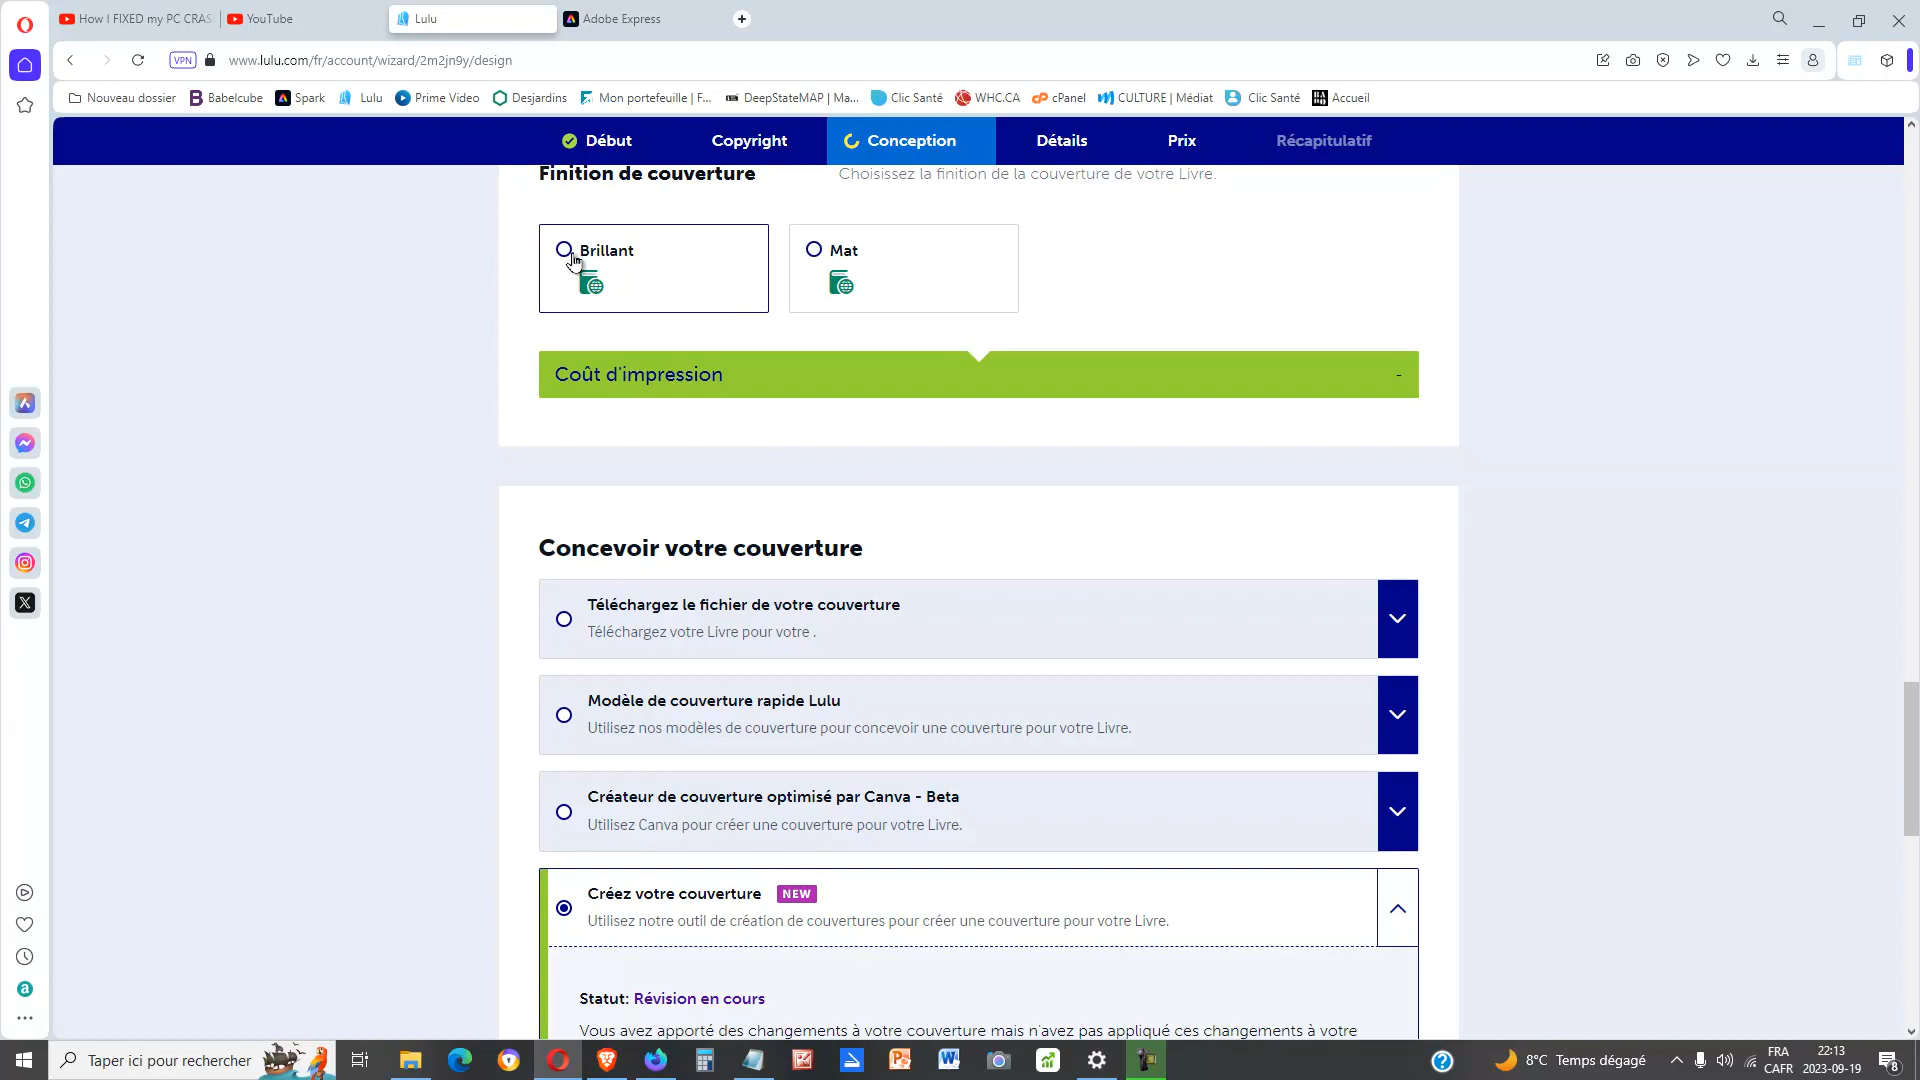 How I FIXED my PC CRAS
YouTube
Lulu
Adobe Express
VPN
www.lulu.com/fr/account/wizard/2m2jn9y/design
Nouveau dossier
Babelcube
Spark
Lulu
Prime Video
Desjardins
Mon portefeuille | F...
DeepStateMAP | Ma...
Clic Santé
WHC.CA
cPanel
CULTURE | Médiat
Clic Santé
Accueil
Début
Copyright
Conception
Détails
Prix
Récapitulatif
Finition de couverture
Choisissez la finition de la couverture de votre Livre.
Brillant
Mat
Coût d'impression
-
Concevoir votre couverture
Téléchargez le fichier de votre couverture
Téléchargez votre Livre pour votre .
Modèle de couverture rapide Lulu
Utilisez nos modèles de couverture pour concevoir une couverture pour votre Livre.
Créateur de couverture optimisé par Canva - Beta
Utilisez Canva pour créer une couverture pour votre Livre.
Créez votre couverture NEW
Utilisez notre outil de création de couvertures pour créer une couverture pour votre Livre.
Statut: Révision en cours
Vous avez apporté des changements à votre couverture mais n'avez pas appliqué ces changements à votre
Taper ici pour rechercher
8°C Temps dégagé
FRA
CAFR
22:13
2023-09-19
8